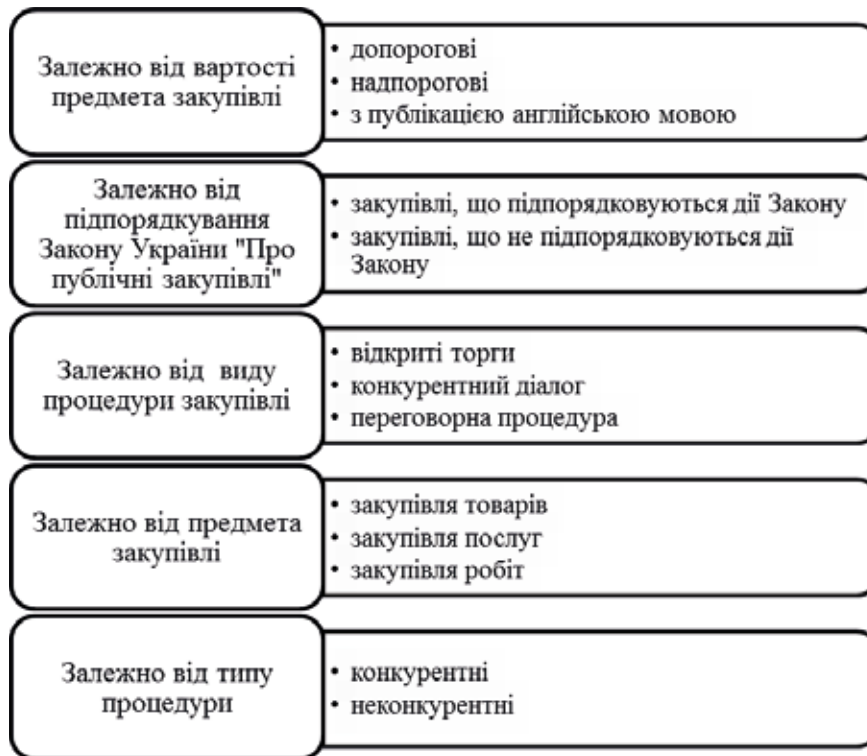 Залежно від вартості
предмета закупівлі
• допорогові
• надпорогові
• з публікацією англійською мовою
Залежно від
підпорядкування
Закону України "Про
публічні закупівлі"
• закупівлі, що підпорядковуються дії Закону
• закупівлі, що не підпорядковуються дії
Закону
Залежно від виду
процедури закупівлі
• відкриті торги
• конкурентний діалог
• переговорна процедура
Залежно від предмета
закупівлі
• закупівля товарів
• закупівля послуг
• закупівля робіт
Залежно від типу
процедури
• конкурентні
• неконкурентні